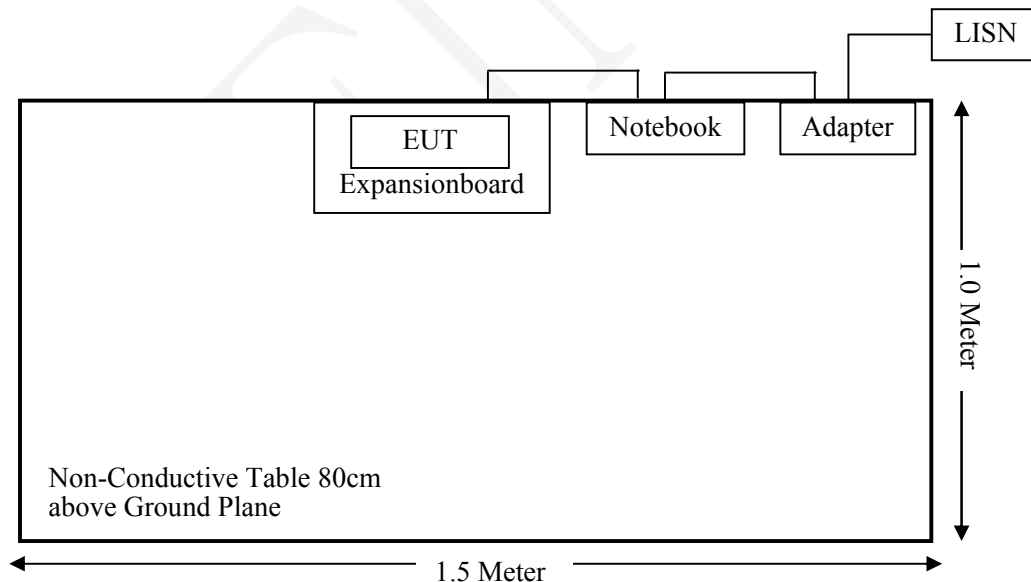 LISN
EUT
Expansionboard
Notebook
Adapter
1.0 Meter
Non-Conductive Table 80cm
above Ground Plane
1.5 Meter